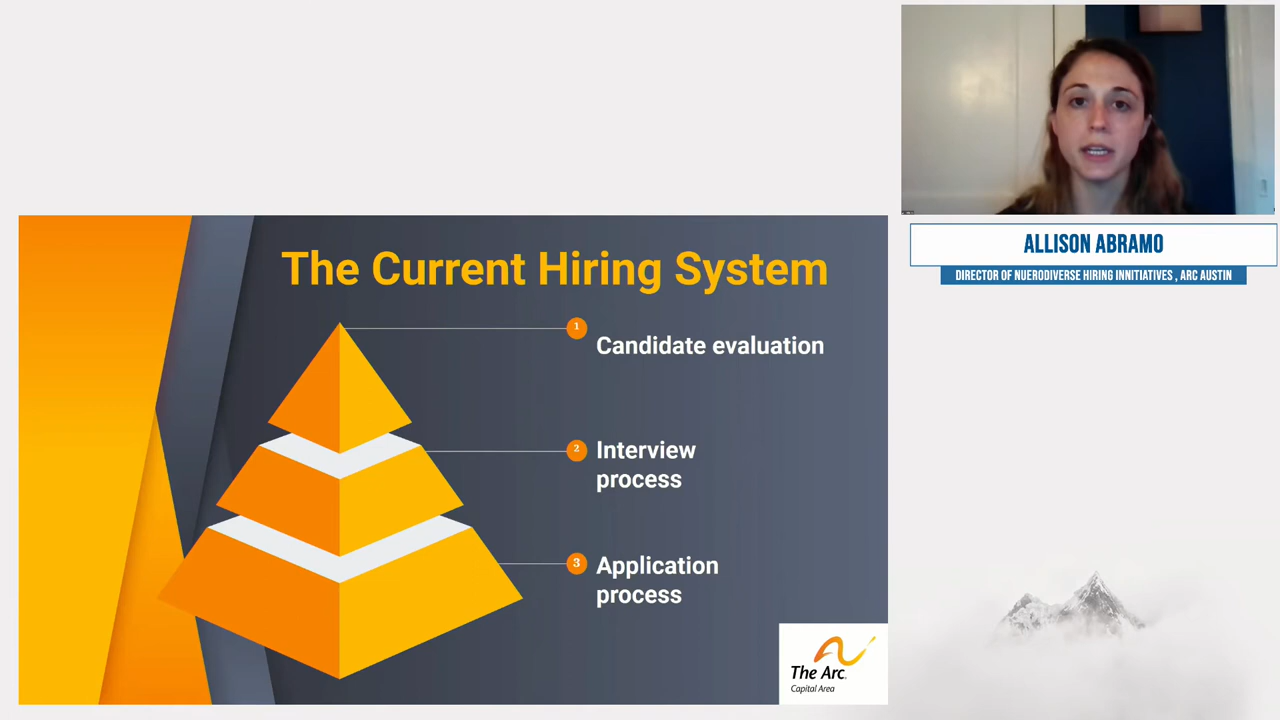 ALLISON ABRAMO
DIRECTOR OF NUERODIVERSE HIRING INNITIATIVES , ARC AUSTIN
The Current Hiring System
1
Candidate evaluation
2
Interview
process
3
Application
process
The Arc.
Capital Area